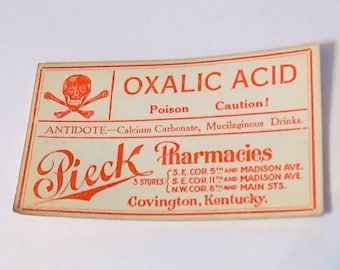 OXALIC ACID
Poison Caution!
ANTIDOTE—Calcium Carbonate, Mucilaginous Drinks.
Pieck Pharmacies
3 STORES: S.E. COR. 5TH AND MADISON AVE.
S.E. COR. 11TH AND MADISON AVE.
N.W. COR. 6TH AND MAIN STS.
Covington, Kentucky.